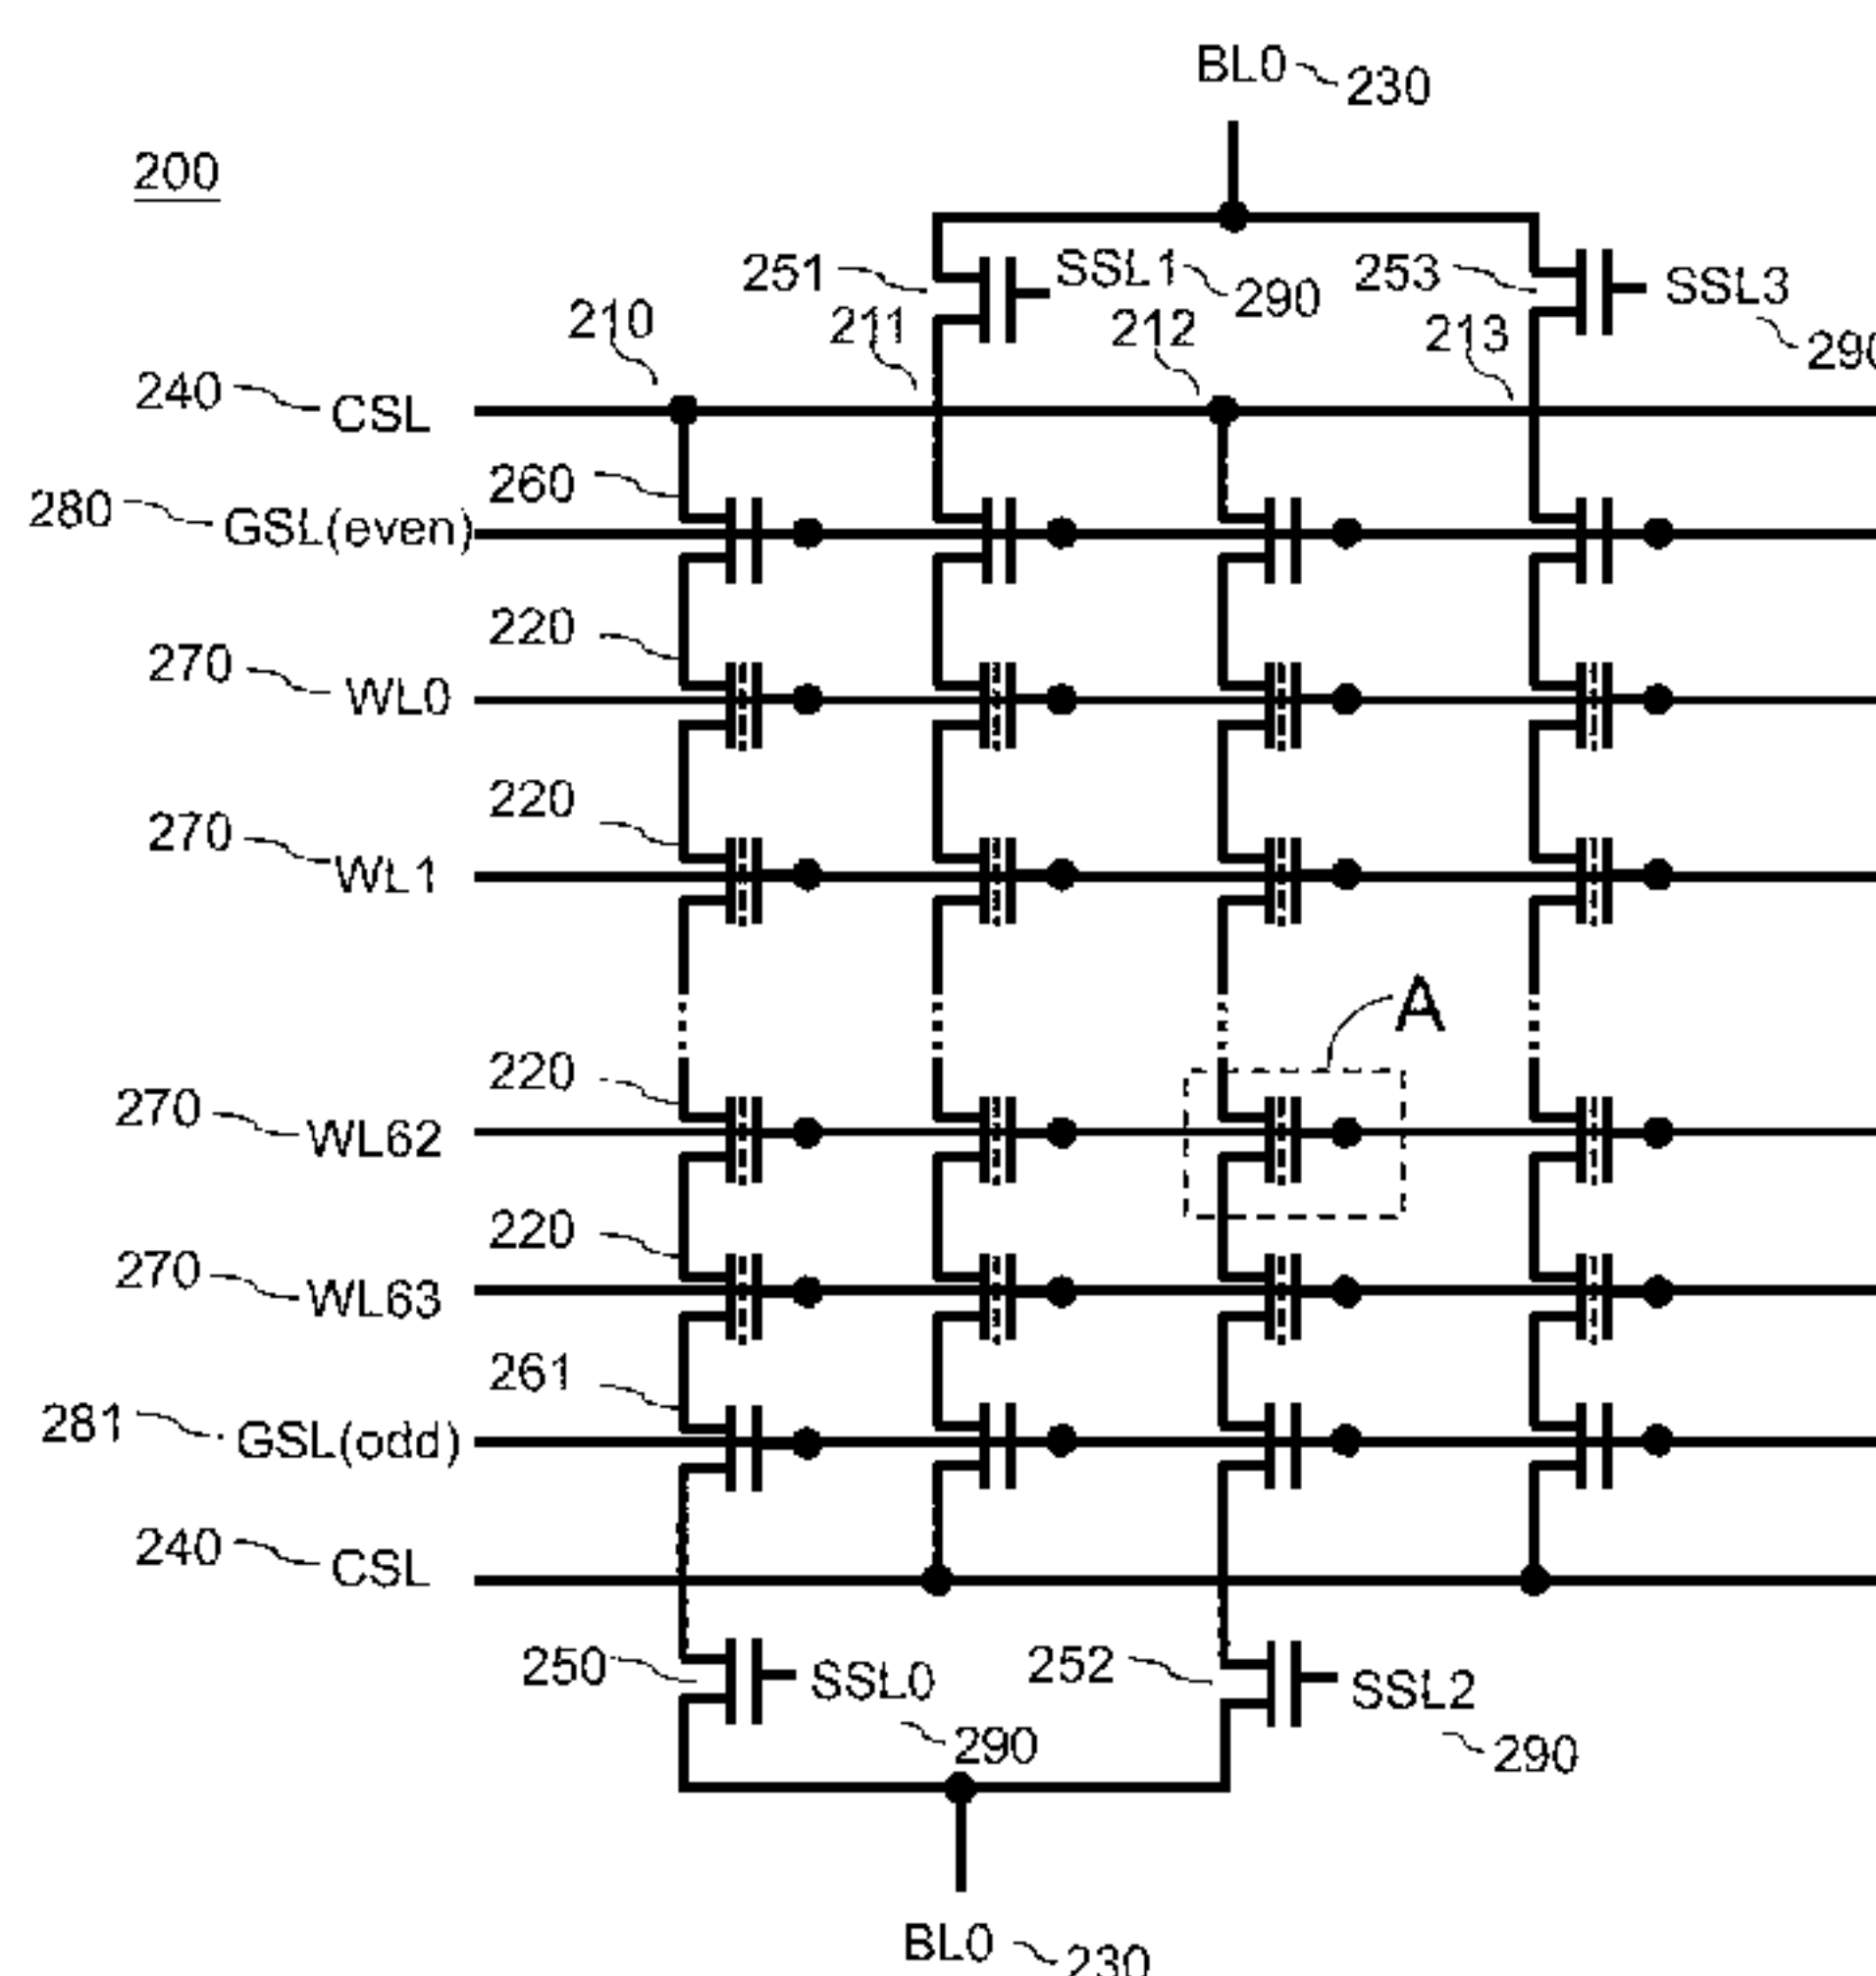 BL0 230
200
251 SSL1 290 253 SSL3
210 211 212 213 290
240 CSL
260
280 GSL(even)
220
270 WL0
220
270 WL1
A
220
270 WL62
220
270 WL63
261
281 GSL(odd)
240 CSL
250 SSL0 252 SSL2
290 290
BL0 230